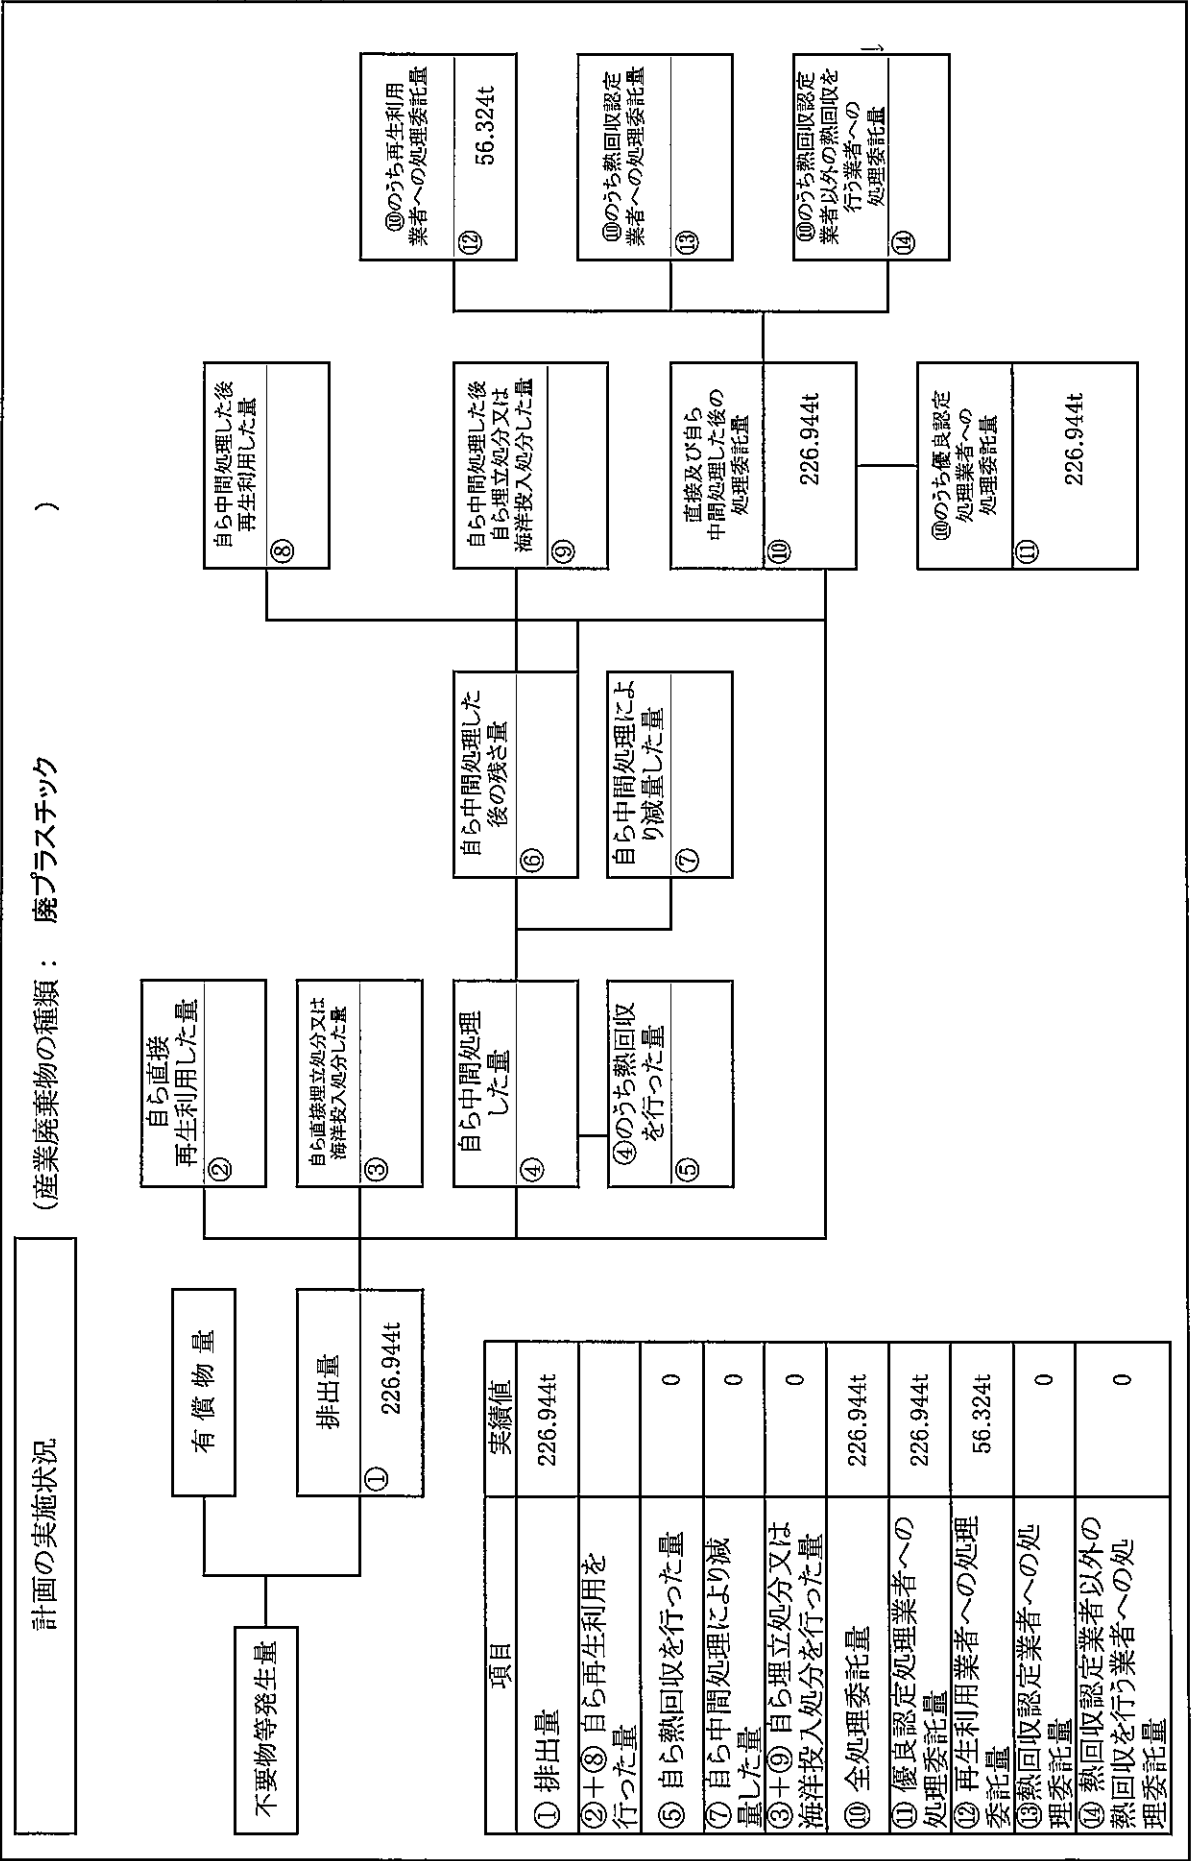 計画の実施状況
(産業廃棄物の種類： 廃プラスチック )
不要物等発生量
有 償 物 量
排出量
① 226.944t
自ら直接
再生利用した量
②
自ら直接埋立処分又は
海洋投入処分した量
③
自ら中間処理
した量
④
④のうち熱回収
を行った量
⑤
自ら中間処理した
後の残さ量
⑥
自ら中間処理によ
り減量した量
⑦
自ら中間処理した後
再生利用した量
⑧
自ら中間処理した後
自ら埋立処分又は
海洋投入処分した量
⑨
直接及び自ら
中間処理した後の
処理委託量
⑩ 226.944t
⑩のうち優良認定
処理業者への
処理委託量
⑪ 226.944t
⑩のうち再生利用
業者への処理委託量
⑫ 56.324t
⑩のうち熱回収認定
業者への処理委託量
⑬
⑩のうち熱回収認定
業者以外の熱回収を
行う業者への
処理委託量
⑭
項目 実績値
① 排出量 226.944t
②＋⑧ 自ら再生利用を
行った量
⑤ 自ら熱回収を行った量 0
⑦ 自ら中間処理により減
量した量 0
③＋⑨ 自ら埋立処分又は
海洋投入処分を行った量 0
⑩ 全処理委託量 226.944t
⑪ 優良認定処理業者への
処理委託量 226.944t
⑫ 再生利用業者への処理
委託量 56.324t
⑬熱回収認定業者への処
理委託量 0
⑭ 熱回収認定業者以外の
熱回収を行う業者への処
理委託量 0